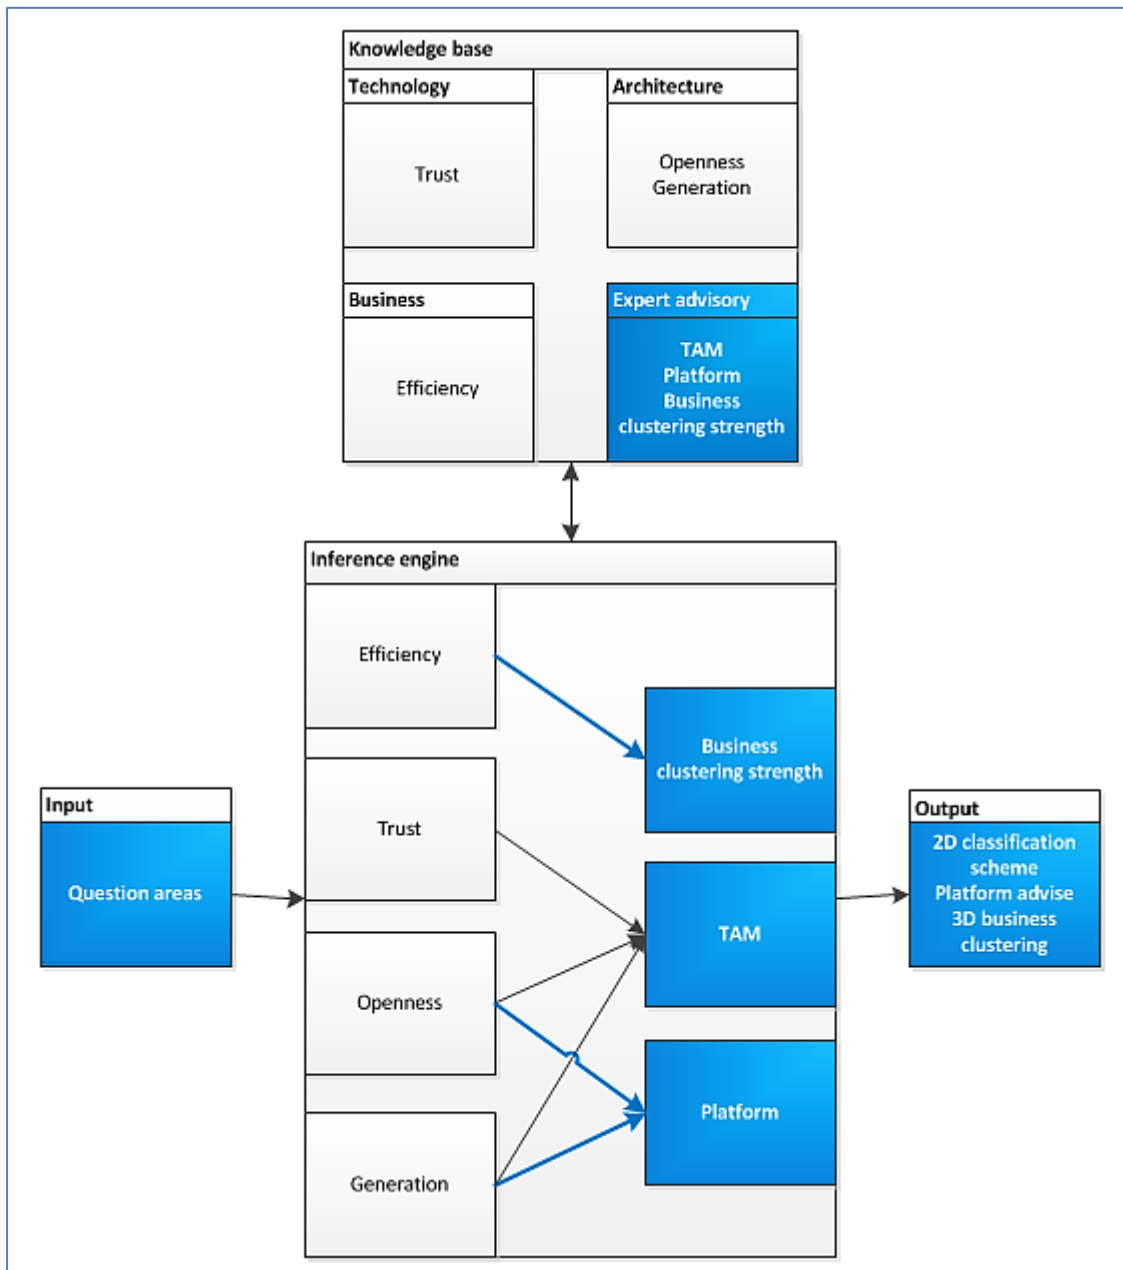 Knowledge base
Technology
Trust
Architecture
Openness
Generation
Business
Efficiency
Expert advisory
TAM
Platform
Business
clustering strength
Inference engine
Efficiency
Trust
Openness
Generation
Business
clustering strength
TAM
Platform
Input
Question areas
Output
2D classification
scheme
Platform advise
3D business
clustering